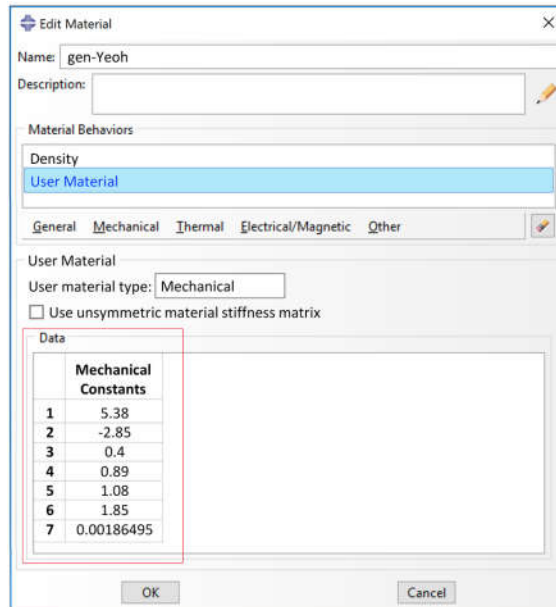 Edit Material
Name: gen-Yeoh
Description:
Material Behaviors
Density
User Material
General Mechanical Thermal Electrical/Magnetic Other
User Material
User material type: Mechanical
Use unsymmetric material stiffness matrix
Data
Mechanical
Constants
1 5.38
2 -2.85
3 0.4
4 0.89
5 1.08
6 1.85
7 0.00186495
OK Cancel